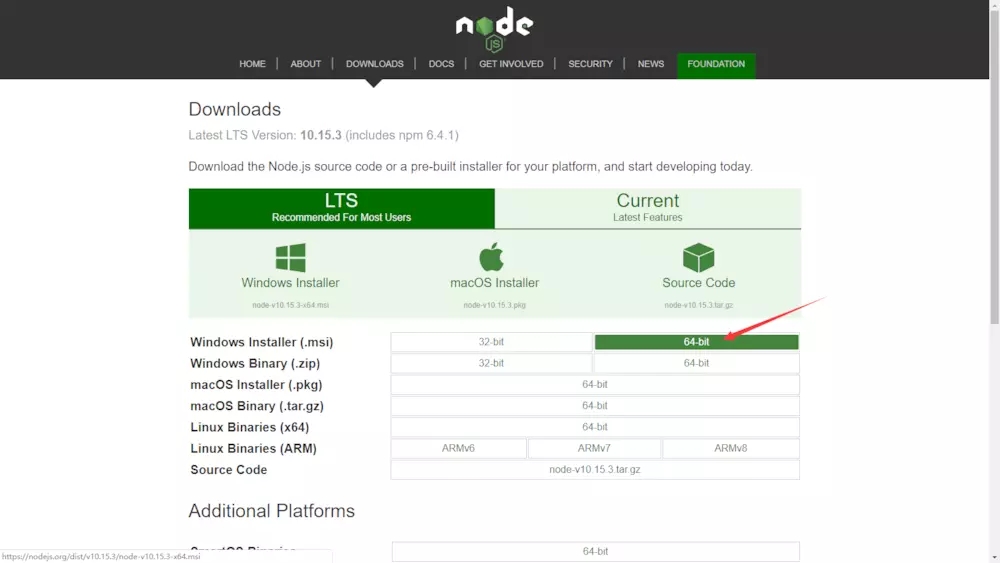 node
JS
HOME ABOUT DOWNLOADS DOCS GET INVOLVED SECURITY NEWS FOUNDATION
Downloads
Latest LTS Version: 10.15.3 (includes npm 6.4.1)
Download the Node.js source code or a pre-built installer for your platform, and start developing today.
LTS
Recommended For Most Users
Current
Latest Features
Windows Installer
node-v10.15.3-x64.msi
macOS Installer
node-v10.15.3.pkg
Source Code
node-v10.15.3.tar.gz
Windows Installer (.msi) 32-bit 64-bit
Windows Binary (.zip) 32-bit 64-bit
macOS Installer (.pkg) 64-bit
macOS Binary (.tar.gz) 64-bit
Linux Binaries (x64) 64-bit
Linux Binaries (ARM) ARMv6 ARMv7 ARMv8
Source Code node-v10.15.3.tar.gz
Additional Platforms
SmartOS Binaries 64-bit
https://nodejs.org/dist/v10.15.3/node-v10.15.3-x64.msi